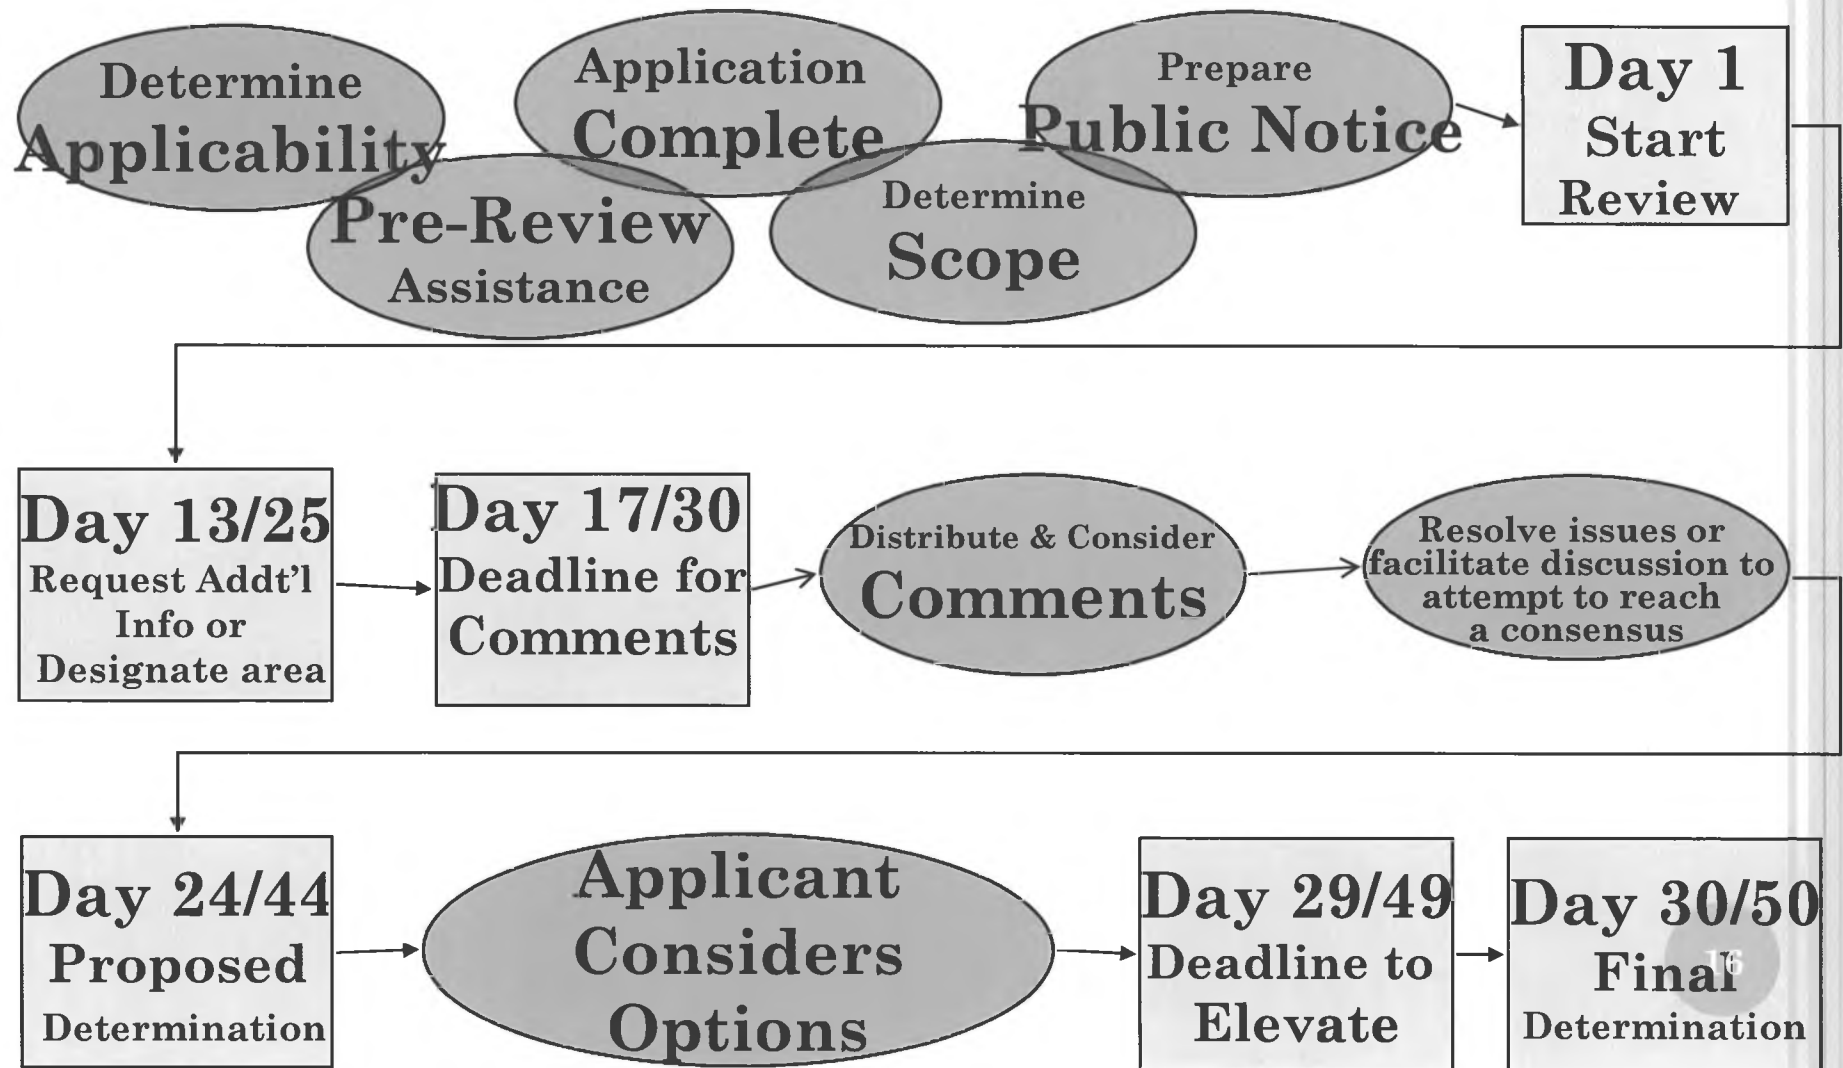 Determine
Applicability
Pre-Review
Assistance
Application
Complete
Determine
Scope
Prepare
Public Notice
Day 1
Start
Review
Day 13/25
Request Addt'l
Info or
Designate area
Day 17/30
Deadline for
Comments
Distribute & Consider
Comments
Resolve issues or
facilitate discussion to
attempt to reach
a consensus
Day 24/44
Proposed
Determination
Applicant
Considers
Options
Day 29/49
Deadline to
Elevate
Day 30/50
Final
Determination
16